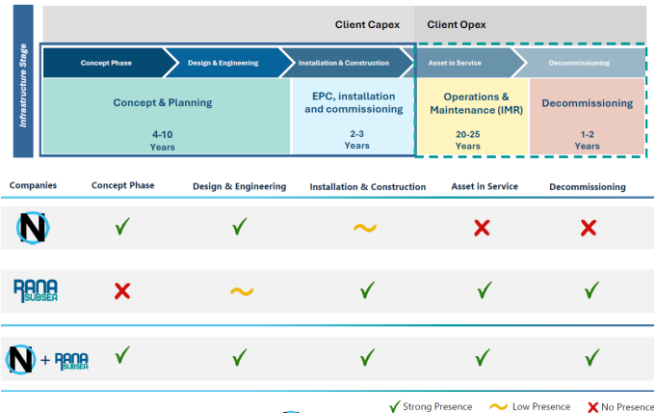 Client Capex Client Opex
Infrastructure Stage
Concept Phase Design & Engineering Installation & Construction Asset in Service Decommissioning
Concept & Planning
4-10
Years
EPC, installation
and commissioning
2-3
Years
Operations &
Maintenance (IMR)
20-25
Years
Decommissioning
1-2
Years
Companies Concept Phase Design & Engineering Installation & Construction Asset in Service Decommissioning
N ✓ ✓ ~ ✗ ✗
RANA
SUBSEA
✗ ~ ✓ ✓ ✓
N + RANA
SUBSEA
✓ ✓ ✓ ✓ ✓
✓ Strong Presence ~ Low Presence ✗ No Presence